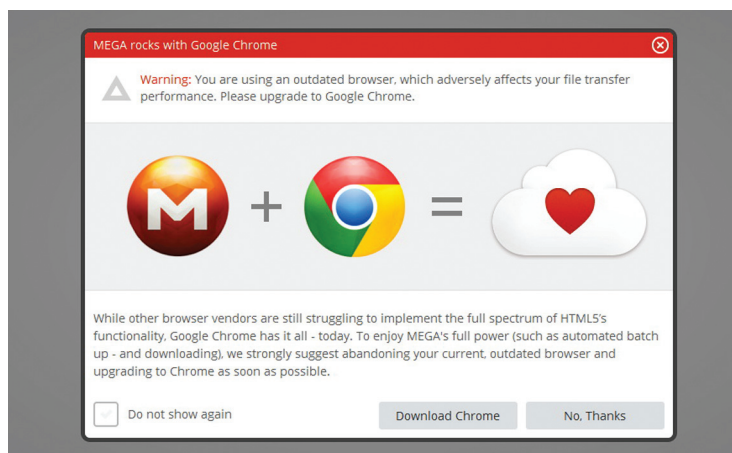 MEGA rocks with Google Chrome
Warning: You are using an outdated browser, which adversely affects your file transfer
performance. Please upgrade to Google Chrome.
M + =
While other browser vendors are still struggling to implement the full spectrum of HTML5's
functionality, Google Chrome has it all - today. To enjoy MEGA's full power (such as automated batch
up - and downloading), we strongly suggest abandoning your current, outdated browser and
upgrading to Chrome as soon as possible.
Do not show again
Download Chrome
No, Thanks